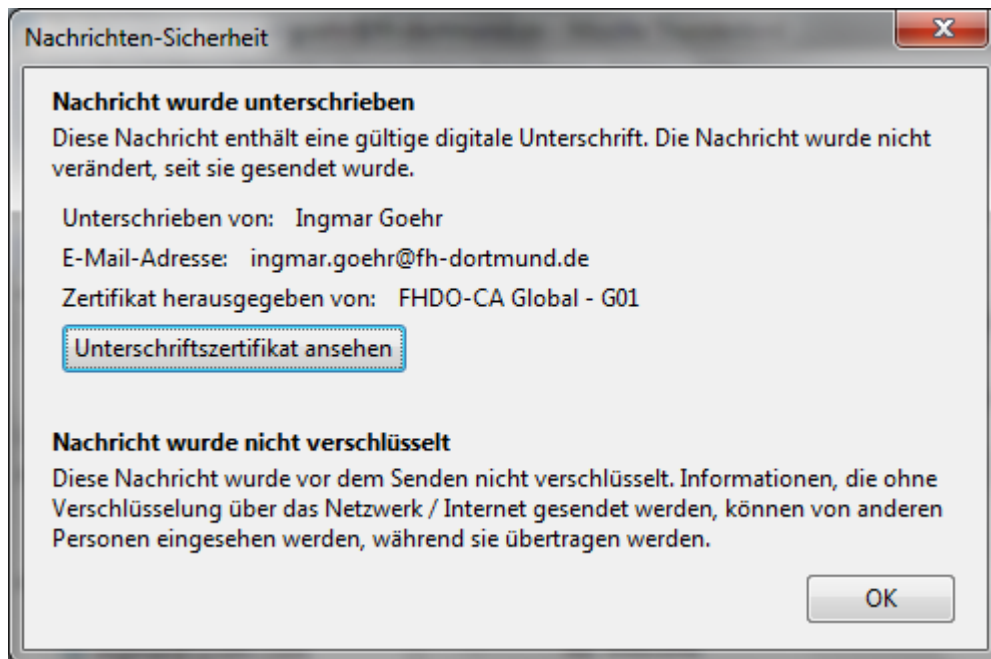 Nachrichten-Sicherheit
Nachricht wurde unterschrieben
Diese Nachricht enthält eine gültige digitale Unterschrift. Die Nachricht wurde nicht
verändert, seit sie gesendet wurde.
Unterschrieben von: Ingmar Goehr
E-Mail-Adresse: ingmar.goehr@fh-dortmund.de
Zertifikat herausgegeben von: FHDO-CA Global - G01
Unterschriftszertifikat ansehen
Nachricht wurde nicht verschlüsselt
Diese Nachricht wurde vor dem Senden nicht verschlüsselt. Informationen, die ohne
Verschlüsselung über das Netzwerk / Internet gesendet werden, können von anderen
Personen eingesehen werden, während sie übertragen werden.
OK